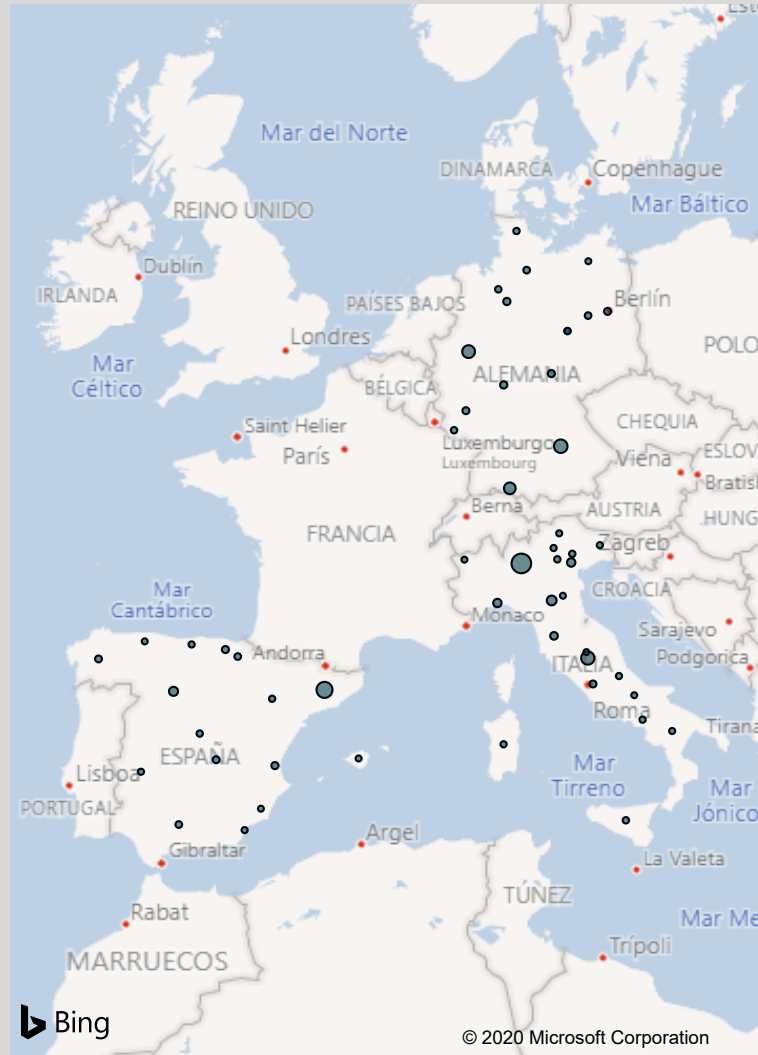 Mar del Norte
DINAMARCA
Copenhague
Mar Báltico
REINO UNIDO
Dublín
IRLANDA
PAÍSES BAJOS
Berlín
Londres
POLO
Mar
Céltico
ALEMANIA
BÉLGICA
CHEQUIA
Saint Helier
París
Luxemburgo
Luxembourg
Viena
ESLOV
Bratisl
Berna
AUSTRIA
HUNG
FRANCIA
Zagreb
CROACIA
Mar
Cantábrico
Mónaco
Sarajevo
Andorra
ITALIA
Podgorica
Roma
Tirana
ESPAÑA
Lisboa
PORTUGAL
Mar
Tirreno
Mar
Jónico
Argel
Gibraltar
La Valeta
TÚNEZ
Rabat
Mar Me
Trípoli
MARRUECOS
Bing
© 2020 Microsoft Corporation